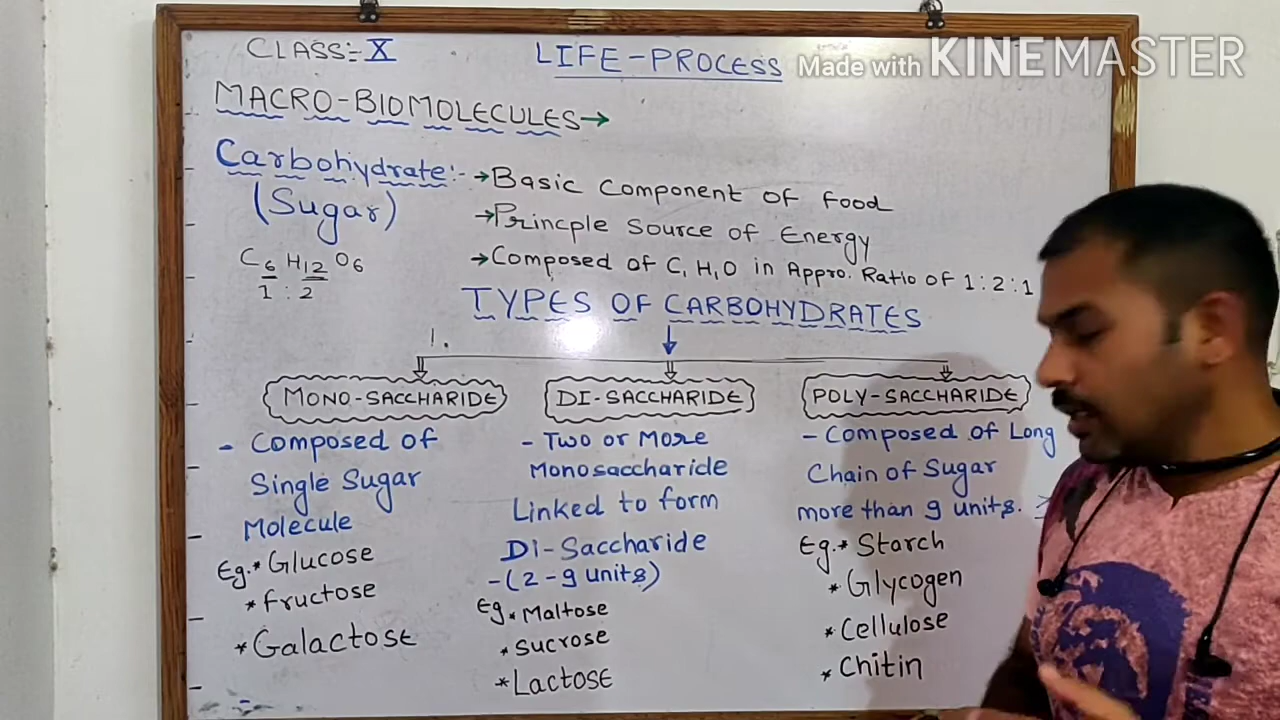 CLASS:- X
LIFE-PROCESS
Made with KINEMASTER
MACRO-BIOMOLECULES→
Carbohydrate:- →Basic Component of Food
(Sugar)
→Princple Source of Energy
C6 H12 O6
→Composed of C, H, O in Appro. Ratio of 1:2:1
1 : 2
TYPES OF CARBOHYDRATES
1.
MONO-SACCHARIDE
- Composed of
Single Sugar
Molecule
Eg.* Glucose
* Fructose
* Galactose
DI-SACCHARIDE
- Two or More
Monosaccharide
Linked to form
Di-Saccharide
-(2-9 units)
Eg * Maltose
* Sucrose
* Lactose
POLY-SACCHARIDE
- Composed of Long
Chain of Sugar
more than 9 units.
Eg.* Starch
* Glycogen
* Cellulose
* Chitin